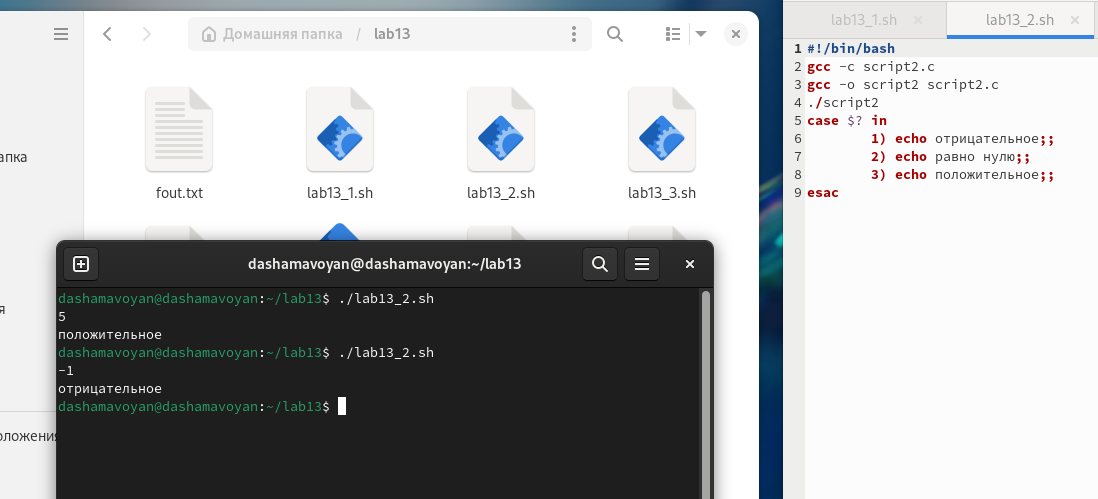 Домашняя папка / lab13
апка
я
оложения
fout.txt
lab13_1.sh
lab13_2.sh
lab13_3.sh
dashamavoyan@dashamavoyan:~/lab13
dashamavoyan@dashamavoyan:~/lab13$ ./lab13_2.sh
5
положительное
dashamavoyan@dashamavoyan:~/lab13$ ./lab13_2.sh
-1
отрицательное
dashamavoyan@dashamavoyan:~/lab13$
lab13_1.sh
lab13_2.sh
1 #!/bin/bash
2 gcc -c script2.c
3 gcc -o script2 script2.c
4 ./script2
5 case $? in
6 1) echo отрицательное;;
7 2) echo равно нулю;;
8 3) echo положительное;;
9 esac